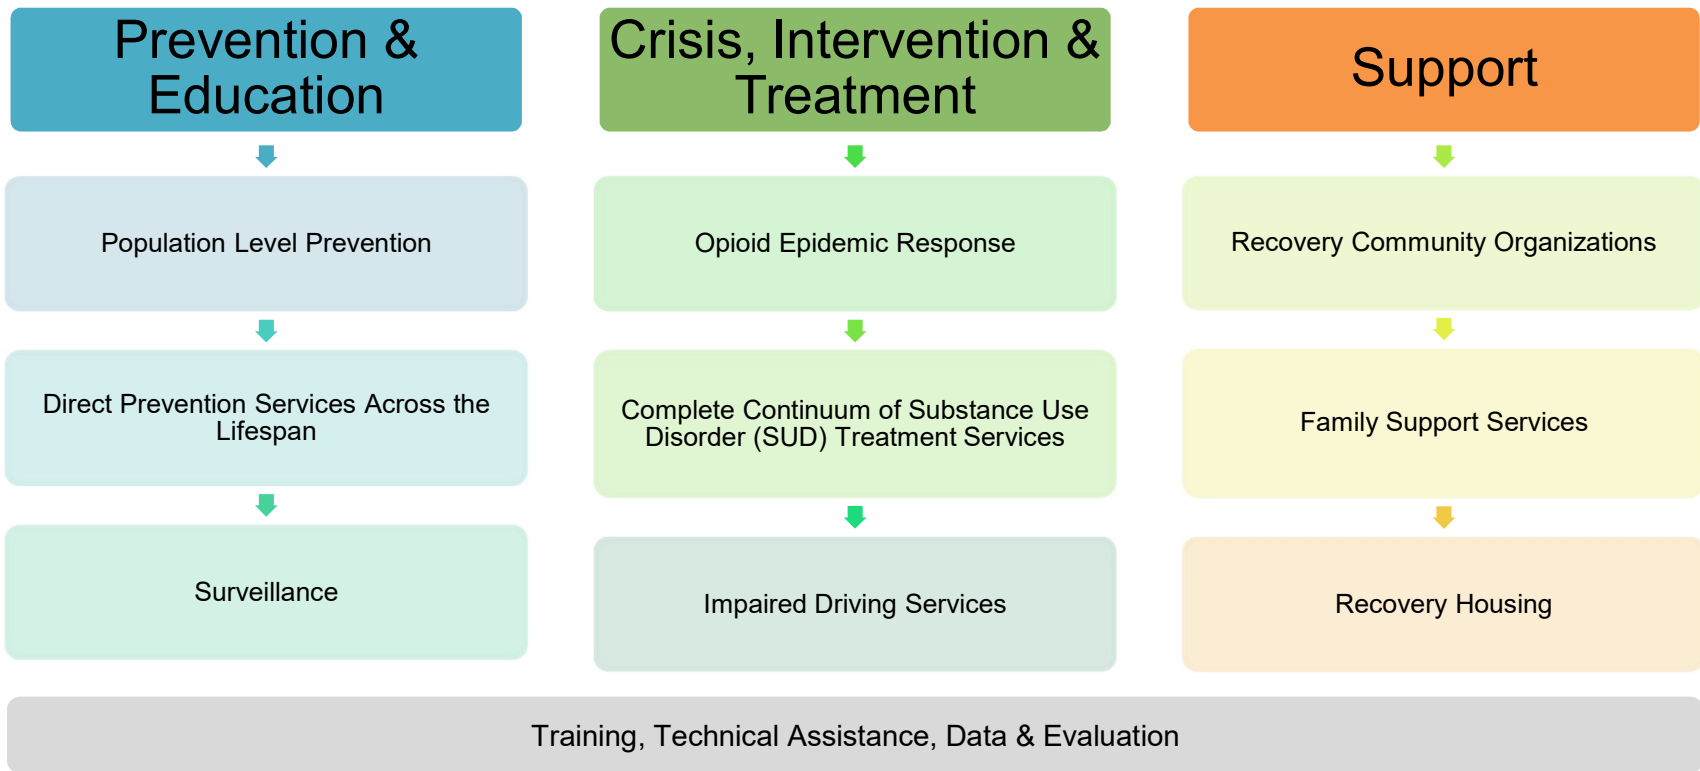 Prevention &
Education
Population Level Prevention
Direct Prevention Services Across the
Lifespan
Surveillance
Crisis, Intervention &
Treatment
Opioid Epidemic Response
Complete Continuum of Substance Use
Disorder (SUD) Treatment Services
Impaired Driving Services
Support
Recovery Community Organizations
Family Support Services
Recovery Housing
Training, Technical Assistance, Data & Evaluation